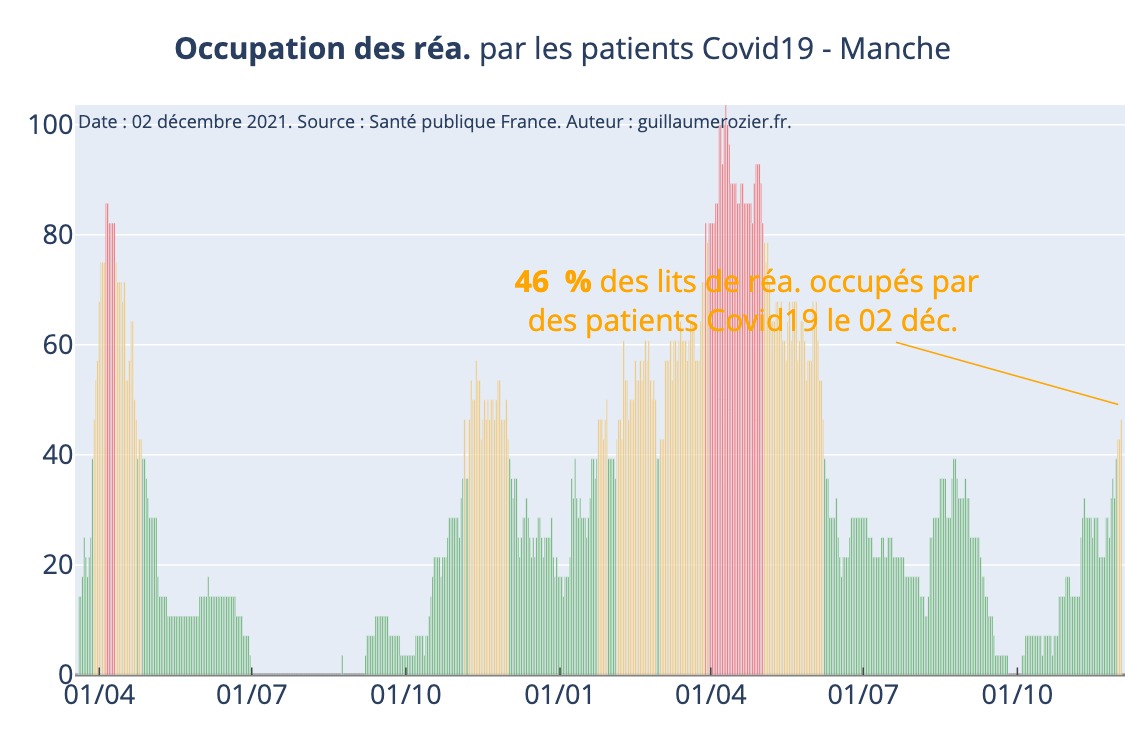 Occupation des réa. par les patients Covid19 - Manche
100
Date : 02 décembre 2021. Source : Santé publique France. Auteur : guillaumerozier.fr.
80
46 % des lits de réa. occupés par
des patients Covid19 le 02 déc.
60
40
20
0
01/04 01/07 01/10 01/01 01/04 01/07 01/10